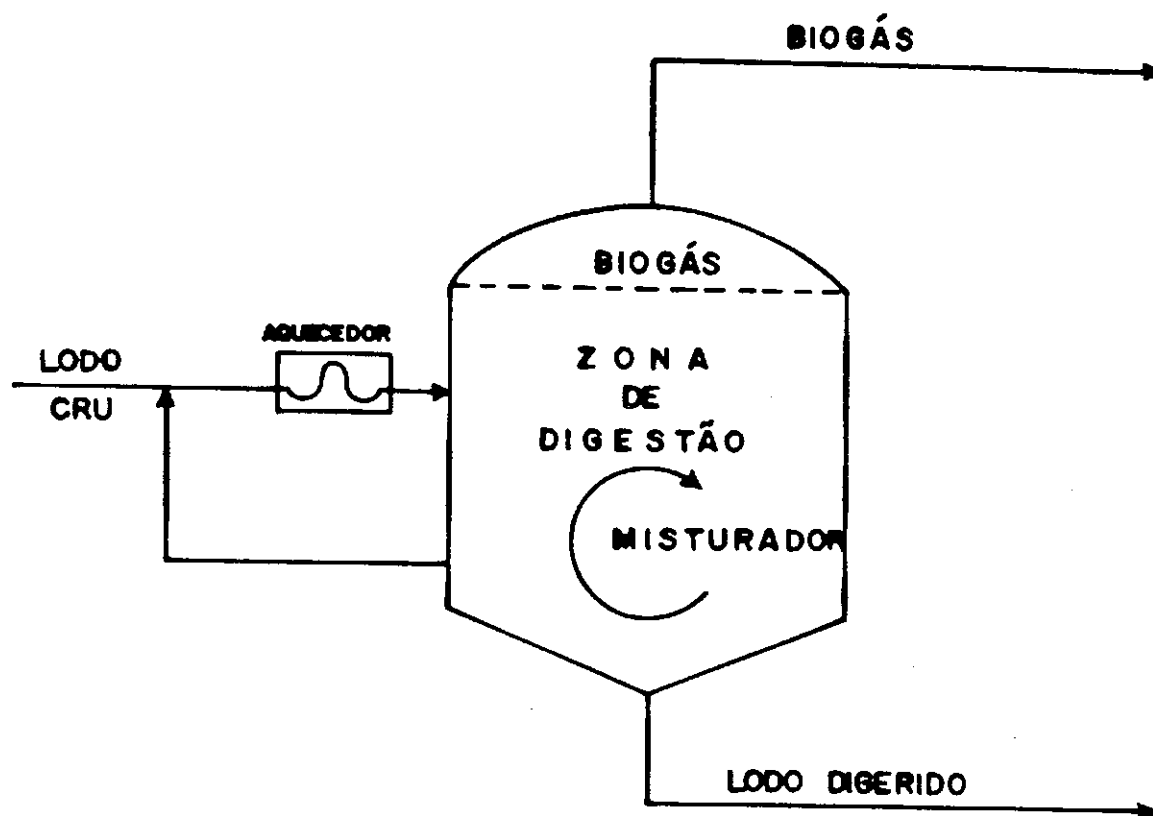 BIOGÁS
BIOGÁS
AQUECEDOR
LODO
CRU
ZONA
DE
DIGESTÃO
MISTURADOR
LODO DIGERIDO